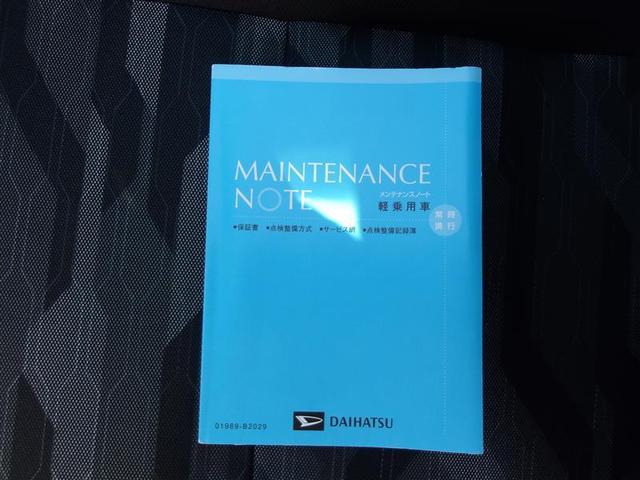 MAINTENANCE
NOTE
メンテナンスノート
軽乗用車
常時
携行
•保証書 •点検整備方式 •サービス網 •点検整備記録簿
01989-B2029
DAIHATSU